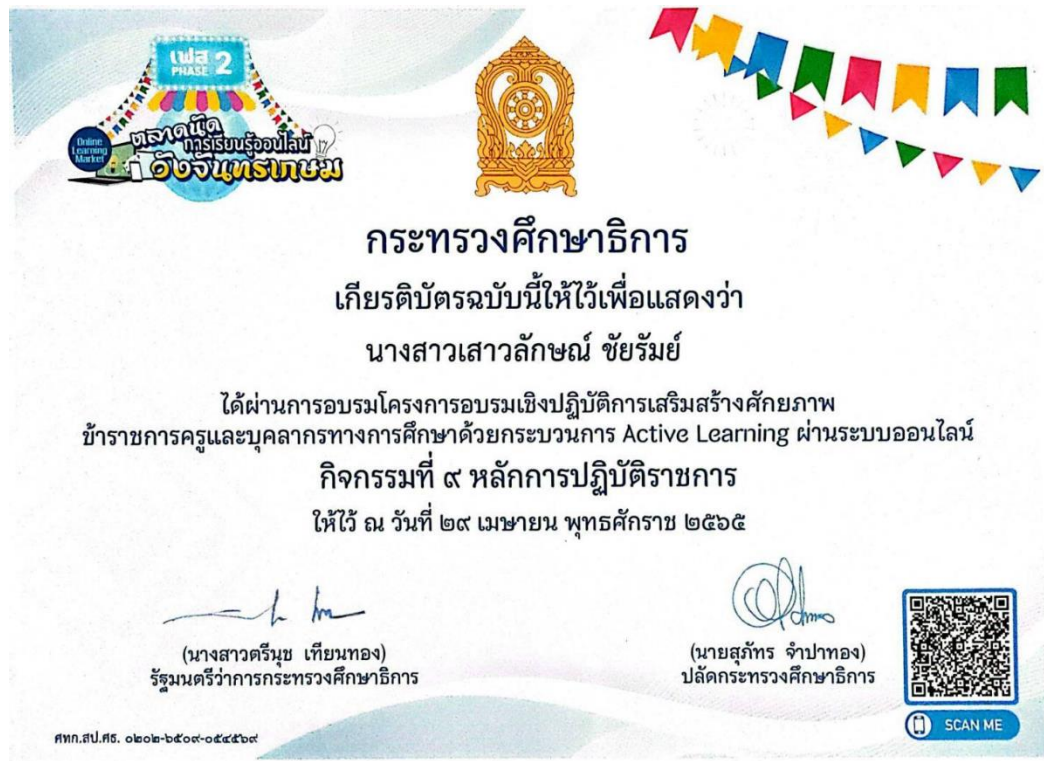 เฟส 2
PHASE
Online Learning Market
ตลาดนัด
การเรียนรู้ออนไลน์
วังจันทรเกษม
กระทรวงศึกษาธิการ
เกียรติบัตรฉบับนี้ให้ไว้เพื่อแสดงว่า
นางสาวเสาวลักษณ์ ชัยรัมย์
ได้ผ่านการอบรมโครงการอบรมเชิงปฏิบัติการเสริมสร้างศักยภาพ
ข้าราชการครูและบุคลากรทางการศึกษาด้วยกระบวนการ Active Learning ผ่านระบบออนไลน์
กิจกรรมที่ ๙ หลักการปฏิบัติราชการ
ให้ไว้ ณ วันที่ ๒๙ เมษายน พุทธศักราช ๒๕๖๕
(นางสาวตรีนุช เทียนทอง)
รัฐมนตรีว่าการกระทรวงศึกษาธิการ
(นายสุภัทร จำปาทอง)
ปลัดกระทรวงศึกษาธิการ
SCAN ME
ศทก.สป.ศธ. ๐๒๐๒-๖๕๐๙-๐๕๔๕๖๙